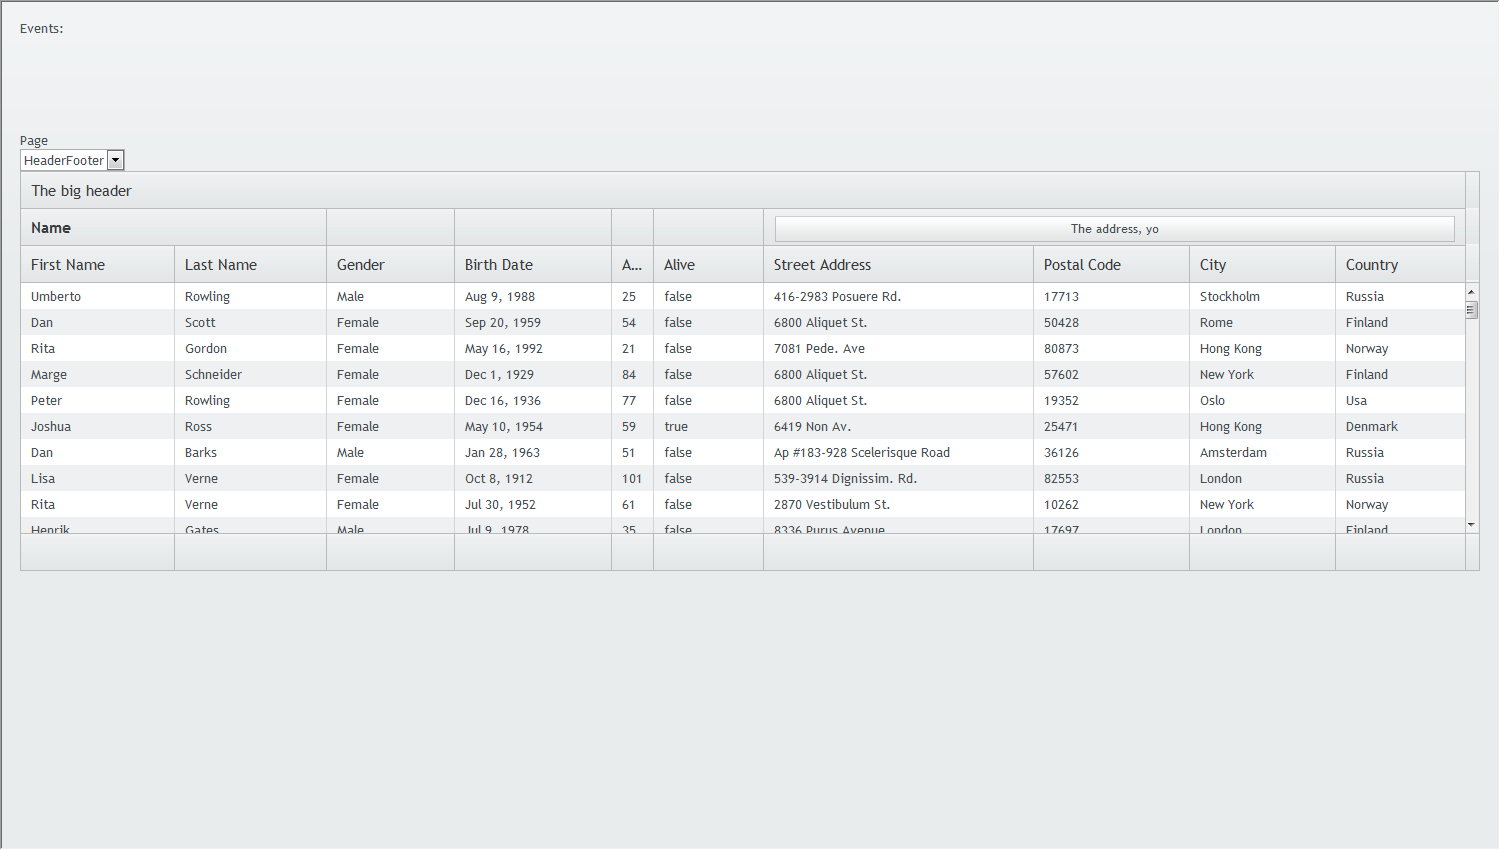 Events:
Page
HeaderFooter
The big header
Name The address, yo
First Name Last Name Gender Birth Date A... Alive Street Address Postal Code City Country
Umberto Rowling Male Aug 9, 1988 25 false 416-2983 Posuere Rd. 17713 Stockholm Russia
Dan Scott Female Sep 20, 1959 54 false 6800 Aliquet St. 50428 Rome Finland
Rita Gordon Female May 16, 1992 21 false 7081 Pede. Ave 80873 Hong Kong Norway
Marge Schneider Female Dec 1, 1929 84 false 6800 Aliquet St. 57602 New York Finland
Peter Rowling Female Dec 16, 1936 77 false 6800 Aliquet St. 19352 Oslo Usa
Joshua Ross Female May 10, 1954 59 true 6419 Non Av. 25471 Hong Kong Denmark
Dan Barks Male Jan 28, 1963 51 false Ap #183-928 Scelerisque Road 36126 Amsterdam Russia
Lisa Verne Female Oct 8, 1912 101 false 539-3914 Dignissim. Rd. 82553 London Russia
Rita Verne Female Jul 30, 1952 61 false 2870 Vestibulum St. 10262 New York Norway
Henrik Gates Male Jul 9, 1978 35 false 8336 Purus Avenue 17697 London Finland